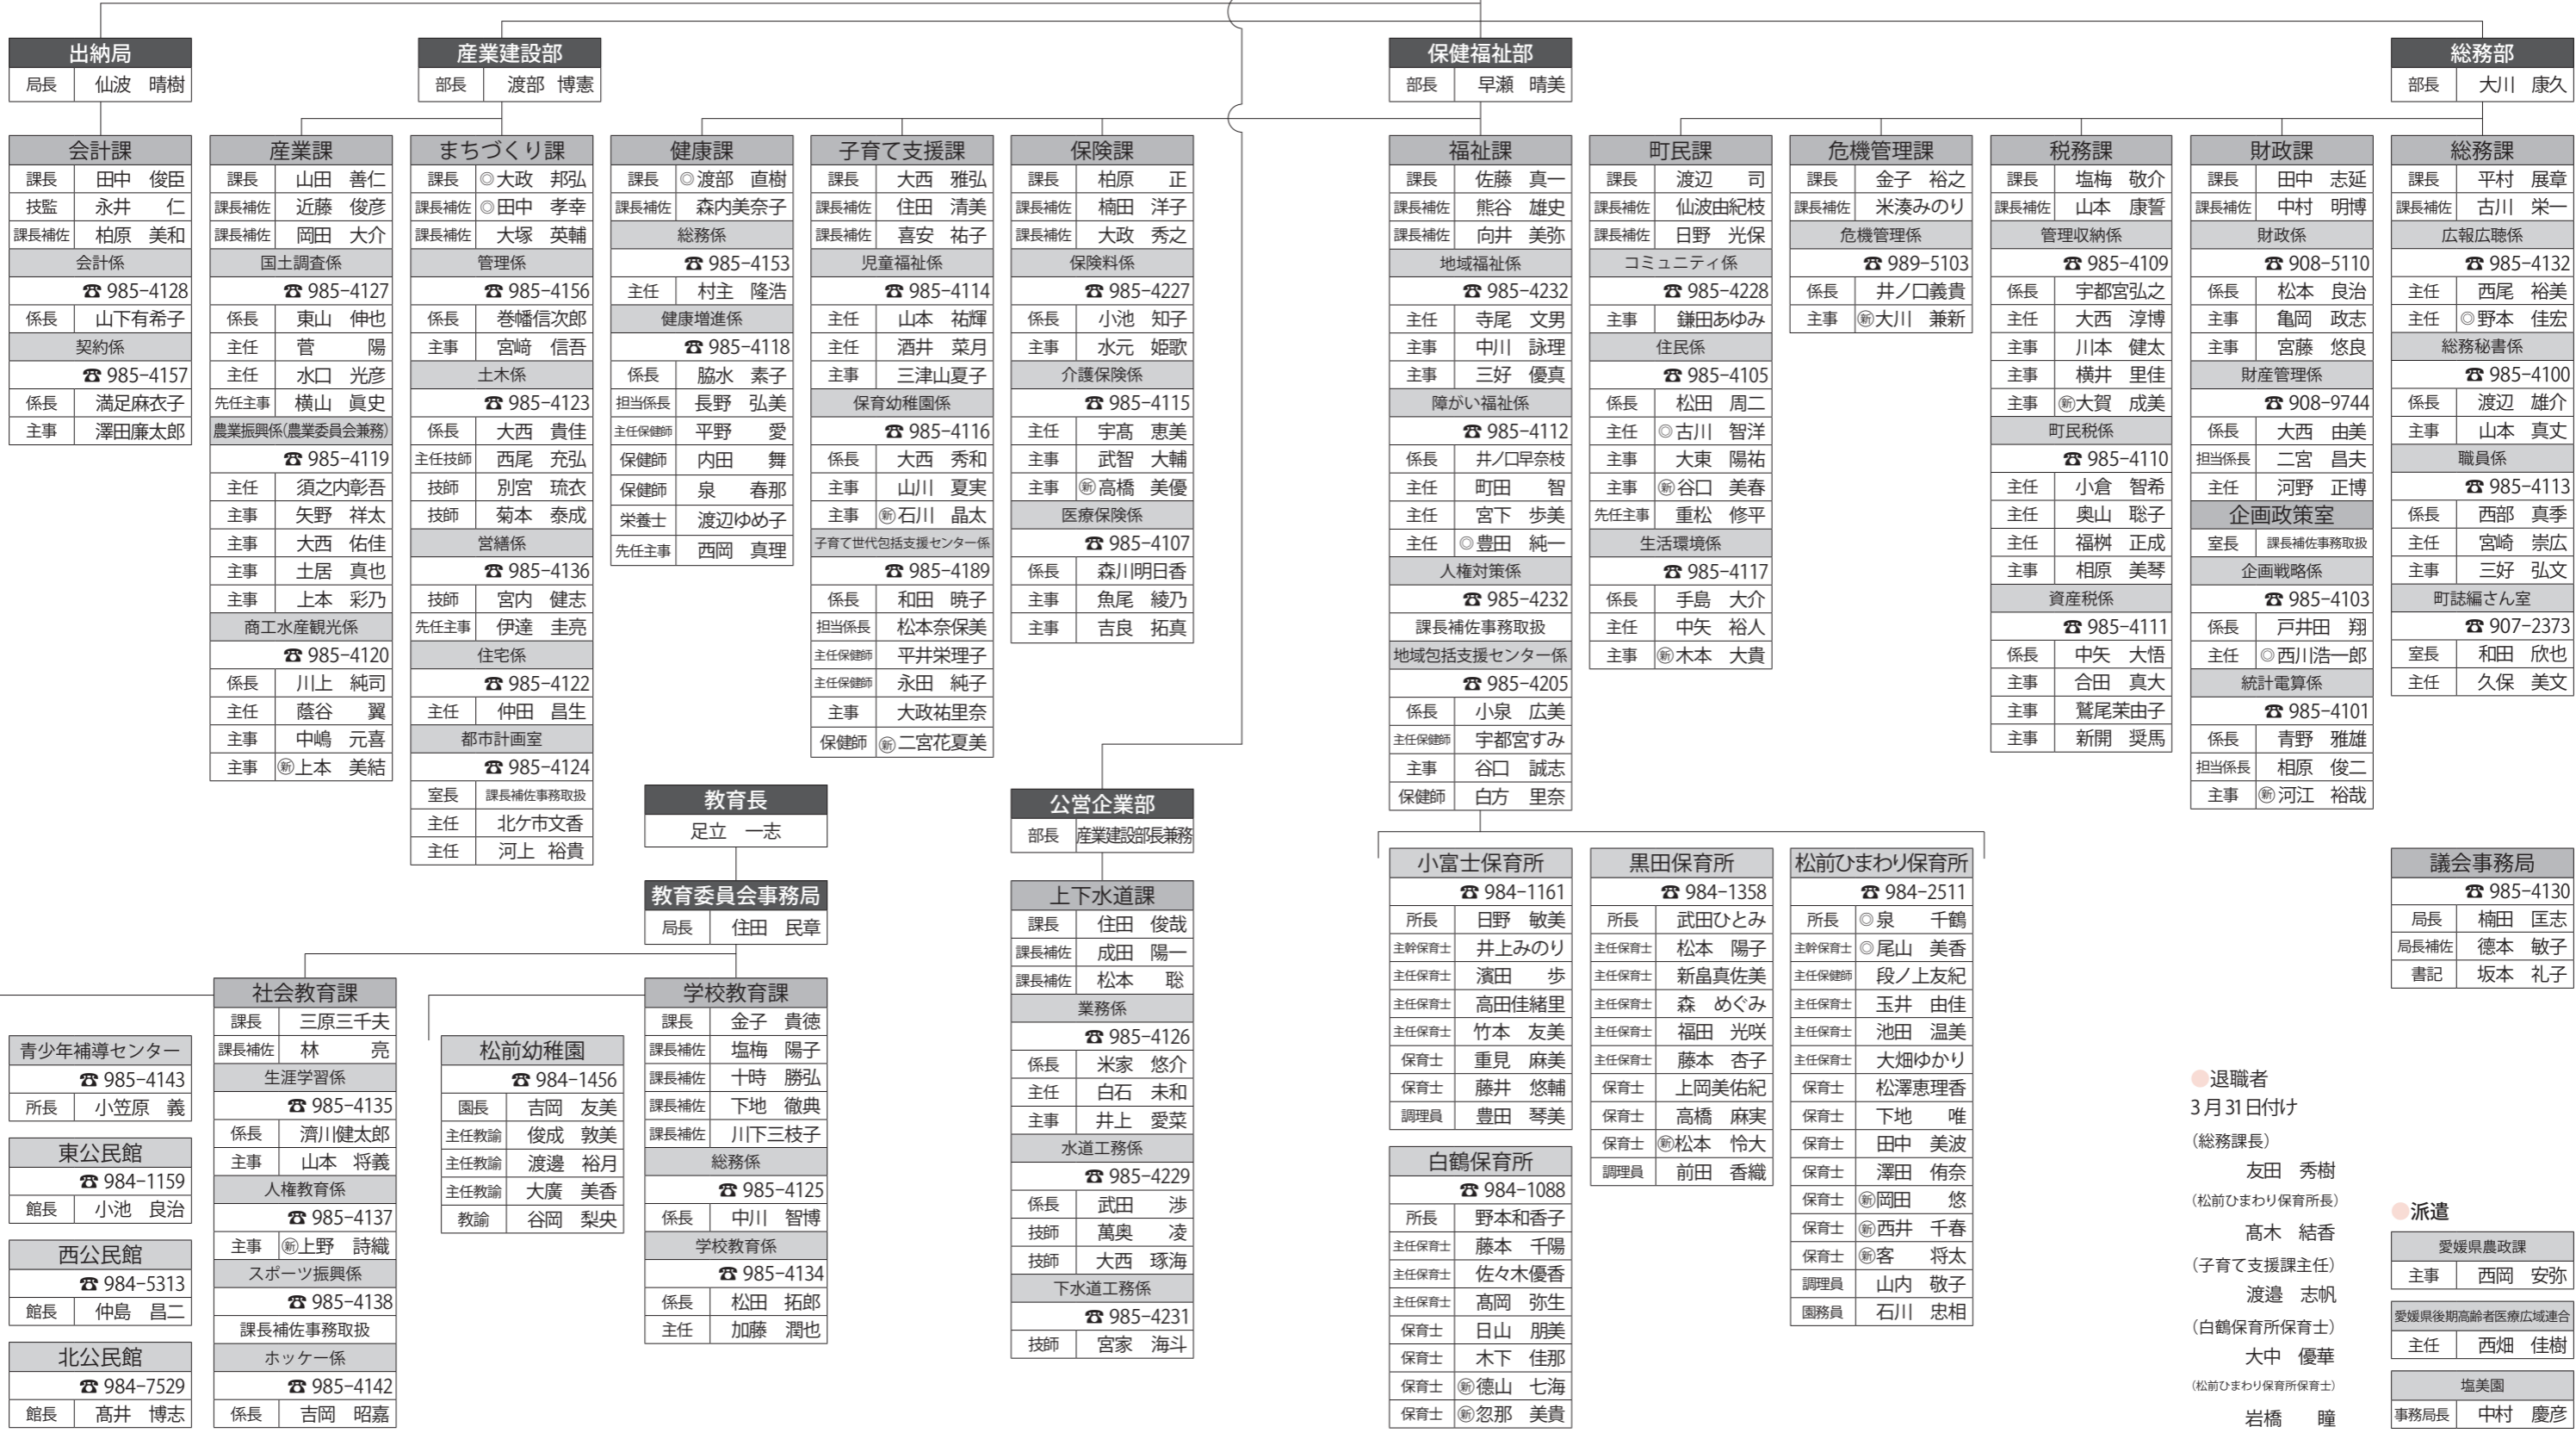 出納局
局長 仙波 晴樹
会計課
課長 田中 俊臣
技監 永井 仁
課長補佐 柏原 美和
会計係
☎ 985-4128
係長 山下有希子
契約係
☎ 985-4157
係長 満足麻衣子
主事 澤田廉太郎
産業建設部
部長 渡部 博憲
産業課
課長 山田 善仁
課長補佐 近藤 俊彦
課長補佐 岡田 大介
国土調査係
☎ 985-4127
係長 東山 伸也
主任 菅 陽
主任 水口 光彦
先任主事 横山 眞史
農業振興係(農業委員会兼務)
☎ 985-4119
主任 須之内彰吾
主事 矢野 祥太
主事 大西 佑佳
主事 土居 真也
主事 上本 彩乃
商工水産観光係
☎ 985-4120
係長 川上 純司
主任 蔭谷 翼
主事 中嶋 元喜
主事 ㊟上本 美結
まちづくり課
課長 ◎大政 邦弘
課長補佐 ◎田中 孝幸
課長補佐 大塚 英輔
管理係
☎ 985-4156
係長 巻幡信次郎
主事 宮﨑 信吾
土木係
☎ 985-4123
係長 大西 貴佳
主任技師 西尾 充弘
技師 別宮 琉衣
技師 菊本 泰成
営繕係
☎ 985-4136
技師 宮内 健志
先任主事 伊達 圭亮
住宅係
☎ 985-4122
主任 仲田 昌生
都市計画室
☎ 985-4124
室長 課長補佐事務取扱
主任 北ケ市文香
主任 河上 裕貴
保健福祉部
部長 早瀬 晴美
健康課
課長 ◎渡部 直樹
課長補佐 森内美奈子
総務係
☎ 985-4153
主任 村主 隆浩
健康増進係
☎ 985-4118
係長 脇水 素子
担当係長 長野 弘美
主任保健師 平野 愛
保健師 内田 舞
保健師 泉 春那
栄養士 渡辺ゆめ子
先任主事 西岡 真理
子育て支援課
課長 大西 雅弘
課長補佐 住田 清美
課長補佐 喜安 祐子
児童福祉係
☎ 985-4114
主任 山本 祐輝
主任 酒井 菜月
主事 三津山夏子
保育幼稚園係
☎ 985-4116
係長 大西 秀和
主事 山川 夏実
主事 新石川 晶太
子育て世代包括支援センター係
☎ 985-4189
係長 和田 暁子
担当係長 松本奈保美
主任保健師 平井栄理子
主任保健師 永田 純子
主事 大政祐里奈
保健師 新二宮花夏美
保険課
課長 柏原 正
課長補佐 楠田 洋子
課長補佐 大政 秀之
保険料係
☎ 985-4227
係長 小池 知子
主事 水元 姫歌
介護保険係
☎ 985-4115
主任 宇髙 恵美
主事 武智 大輔
主事 新高橋 美優
医療保険係
☎ 985-4107
係長 森川明日香
主事 魚尾 綾乃
主事 吉良 拓真
福祉課
課長 佐藤 真一
課長補佐 熊谷 雄史
課長補佐 向井 美弥
地域福祉係
☎ 985-4232
主任 寺尾 文男
主事 中川 詠理
主事 三好 優真
障がい福祉係
☎ 985-4112
係長 井ノ口早奈枝
主任 町田 智
主任 宮下 歩美
主任 ◎豊田 純一
人権対策係
☎ 985-4232
課長補佐事務取扱
地域包括支援センター係
☎ 985-4205
係長 小泉 広美
主任保健師 宇都宮すみ
主事 谷口 誠志
保健師 白方 里奈
総務部
部長 大川 康久
町民課
課長 渡辺 司
課長補佐 仙波由紀枝
課長補佐 日野 光保
コミュニティ係
☎ 985-4228
主事 鎌田あゆみ
住民係
☎ 985-4105
係長 松田 周二
主任 ◎古川 智洋
主事 大東 陽祐
主事 新谷口 美春
先任主事 重松 修平
生活環境係
☎ 985-4117
係長 手島 大介
主任 中矢 裕人
主事 新木本 大貴
危機管理課
課長 金子 裕之
課長補佐 米湊みのり
危機管理係
☎ 989-5103
係長 井ノ口義貴
主事 新大川 兼新
税務課
課長 塩梅 敬介
課長補佐 山本 康誓
管理収納係
☎ 985-4109
係長 宇都宮弘之
主任 大西 淳博
主事 川本 健太
主事 横井 里佳
主事 新大賀 成美
町民税係
☎ 985-4110
主任 小倉 智希
主任 奥山 聡子
主任 福桝 正成
主事 相原 美琴
資産税係
☎ 985-4111
係長 中矢 大悟
主事 合田 真大
主事 鷲尾茉由子
主事 新開 奨馬
財政課
課長 田中 志延
課長補佐 中村 明博
財政係
☎ 908-5110
係長 松本 良治
主事 亀岡 政志
主事 宮藤 悠良
財産管理係
☎ 908-9744
係長 大西 由美
担当係長 二宮 昌夫
主任 河野 正博
企画政策室
室長 課長補佐事務取扱
企画戦略係
☎ 985-4103
係長 戸井田 翔
主任 ◎西川浩一郎
統計電算係
☎ 985-4101
係長 青野 雅雄
担当係長 相原 俊二
主事 新河江 裕哉
総務課
課長 平村 展章
課長補佐 古川 栄一
広報広聴係
☎ 985-4132
主任 西尾 裕美
主任 ◎野本 佳宏
総務秘書係
☎ 985-4100
係長 渡辺 雄介
主事 山本 真丈
職員係
☎ 985-4113
係長 西部 真季
主任 宮崎 崇広
主事 三好 弘文
町誌編さん室
☎ 907-2373
室長 和田 欣也
主任 久保 美文
教育長
足立 一志
教育委員会事務局
局長 住田 民章
社会教育課
課長 三原三千夫
課長補佐 林 亮
生涯学習係
☎ 985-4135
係長 濟川健太郎
主事 山本 将義
人権教育係
☎ 985-4137
主事 新上野 詩織
スポーツ振興係
☎ 985-4138
課長補佐事務取扱
ホッケー係
☎ 985-4142
係長 吉岡 昭嘉
青少年補導センター
☎ 985-4143
所長 小笠原 義
東公民館
☎ 984-1159
館長 小池 良治
西公民館
☎ 984-5313
館長 仲島 昌二
北公民館
☎ 984-7529
館長 髙井 博志
学校教育課
課長 金子 貴徳
課長補佐 塩梅 陽子
課長補佐 十時 勝弘
課長補佐 下地 徹典
課長補佐 川下三枝子
総務係
☎ 985-4125
係長 中川 智博
学校教育係
☎ 985-4134
係長 松田 拓郎
主任 加藤 潤也
松前幼稚園
☎ 984-1456
園長 吉岡 友美
主任教諭 俊成 敦美
主任教諭 渡邊 裕月
主任教諭 大廣 美香
教諭 谷岡 梨央
公営企業部
部長 産業建設部長兼務
上下水道課
課長 住田 俊哉
課長補佐 成田 陽一
課長補佐 松本 聡
業務係
☎ 985-4126
係長 米家 悠介
主任 白石 未和
主事 井上 愛菜
水道工務係
☎ 985-4229
係長 武田 渉
技師 萬奥 凌
技師 大西 琢海
下水道工務係
☎ 985-4231
技師 宮家 海斗
小富士保育所
☎ 984-1161
所長 日野 敏美
主幹保育士 井上みのり
主任保育士 濱田 歩
主任保育士 高田佳緒里
主任保育士 竹本 友美
保育士 重見 麻美
保育士 藤井 悠輔
調理員 豊田 琴美
白鶴保育所
☎ 984-1088
所長 野本和香子
主任保育士 藤本 千陽
主任保育士 佐々木優香
主任保育士 髙岡 弥生
保育士 日山 朋美
保育士 木下 佳那
保育士 新德山 七海
保育士 新忽那 美貴
黒田保育所
☎ 984-1358
所長 武田ひとみ
主任保育士 松本 陽子
主任保育士 新畠真佐美
主任保育士 森 めぐみ
主任保育士 福田 光咲
主任保育士 藤本 杏子
保育士 上岡美佑紀
保育士 高橋 麻実
保育士 新松本 怜大
調理員 前田 香織
松前ひまわり保育所
☎ 984-2511
所長 ◎泉 千鶴
主幹保育士 ◎尾山 美香
主任保健師 段ノ上友紀
主任保育士 玉井 由佳
主任保育士 池田 温美
主任保育士 大畑ゆかり
保育士 松澤恵理香
保育士 下地 唯
保育士 田中 美波
保育士 澤田 侑奈
保育士 新岡田 悠
保育士 新西井 千春
保育士 新客 将太
調理員 山内 敬子
園務員 石川 忠相
議会事務局
☎ 985-4130
局長 楠田 匡志
局長補佐 德本 敏子
書記 坂本 礼子
●退職者
3月31日付け
(総務課長)
友田 秀樹
(松前ひまわり保育所長)
髙木 結香
(子育て支援課主任)
渡邉 志帆
(白鶴保育所保育士)
大中 優華
(松前ひまわり保育所保育士)
岩橋 瞳
●派遣
愛媛県農政課
主事 西岡 安弥
愛媛県後期高齢者医療広域連合
主任 西畑 佳樹
塩美園
事務局長 中村 慶彦